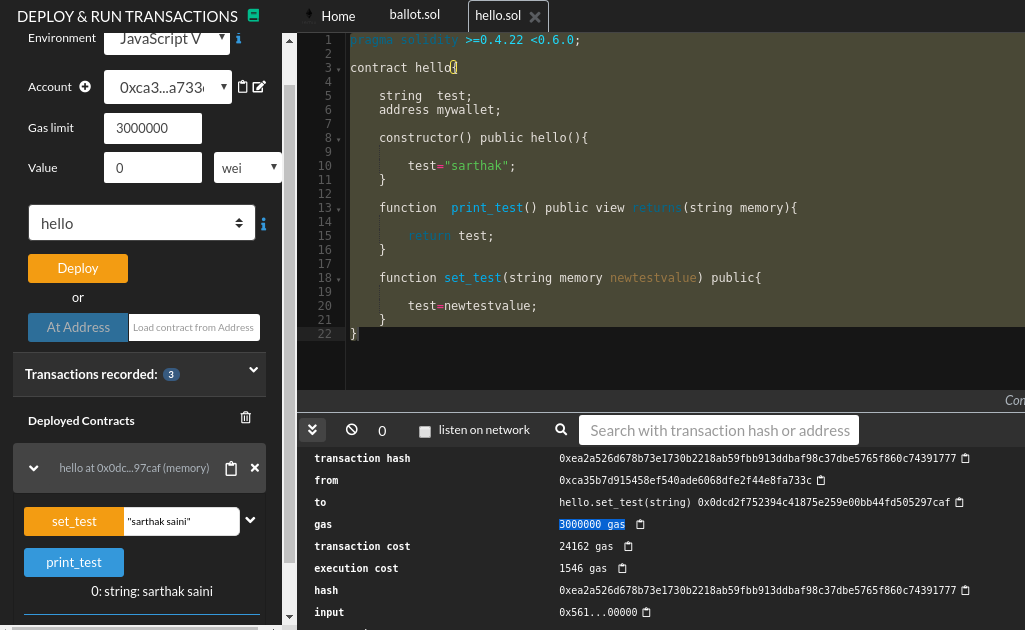 DEPLOY & RUN TRANSACTIONS
Environment
JavaScript V
Account
0xca3...a733
Gas limit
3000000
Value
0
wei
hello
Deploy
or
At Address
Load contract from Address
Transactions recorded: 3
Deployed Contracts
hello at 0x0dc...97caf (memory)
set_test
"sarthak saini"
print_test
0: string: sarthak saini
Home
ballot.sol
hello.sol
1 pragma solidity >=0.4.22 <0.6.0;
2
3 contract hello{
4
5 string  test;
6 address mywallet;
7
8 constructor() public hello(){
9
10 test="sarthak";
11 }
12
13 function  print_test() public view returns(string memory){
14
15 return test;
16 }
17
18 function set_test(string memory newtestvalue) public{
19
20 test=newtestvalue;
21 }
22 }
0
listen on network
Search with transaction hash or address
transaction hash 0xea2a526d678b73e1730b2218ab59fbb913ddbaf98c37dbe5765f860c74391777
from 0xca35b7d915458ef540ade6068dfe2f44e8fa733c
to hello.set_test(string) 0x0dcd2f752394c41875e259e00bb44fd505297caf
gas 3000000 gas
transaction cost 24162 gas
execution cost 1546 gas
hash 0xea2a526d678b73e1730b2218ab59fbb913ddbaf98c37dbe5765f860c74391777
input 0x561...00000